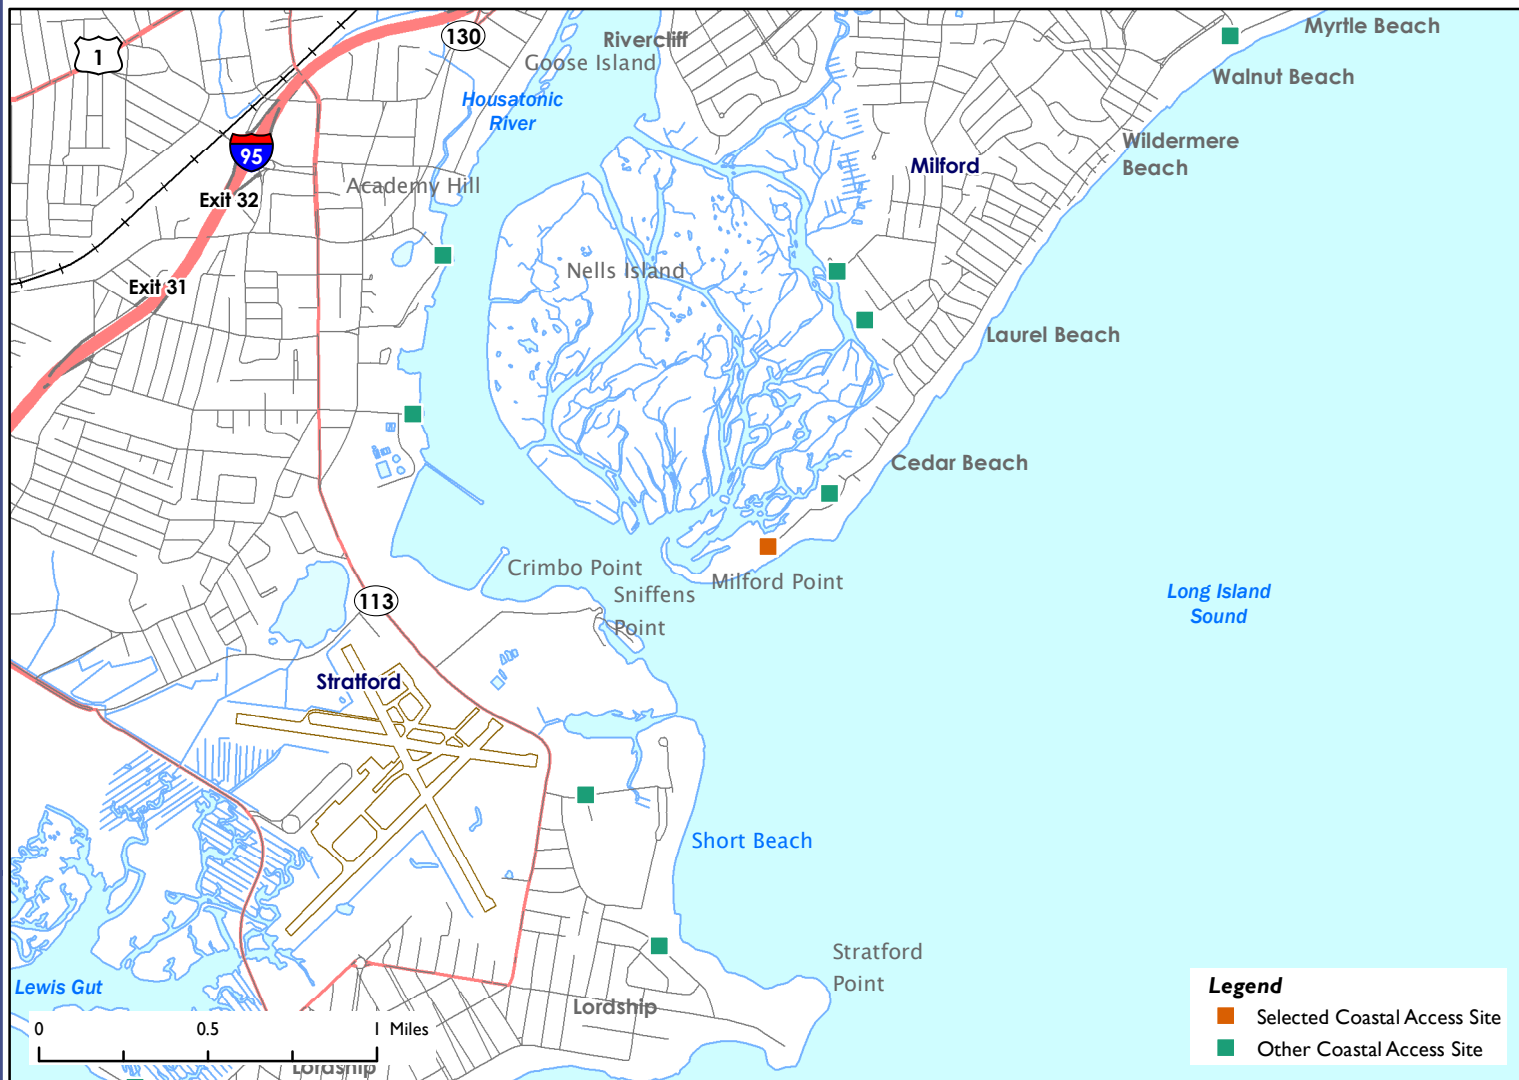 Myrtle Beach
130
Rivercliff
1
Goose Island
Walnut Beach
Housatonic
River
Wildermere
Beach
95
Milford
Academy Hill
Exit 32
Nells Island
Exit 31
Laurel Beach
Cedar Beach
Crimbo Point
Milford Point
Sniffens
Point
Long Island
Sound
113
Stratford
Short Beach
Stratford
Point
Lewis Gut
Lordship
Legend
Selected Coastal Access Site
Other Coastal Access Site
0 0.5 1 Miles
Lordship